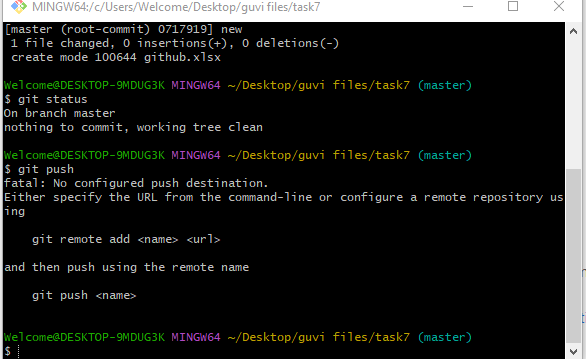 MINGW64:/c/Users/Welcome/Desktop/guvi files/task7
[master (root-commit) 0717919] new
 1 file changed, 0 insertions(+), 0 deletions(-)
 create mode 100644 github.xlsx
Welcome@DESKTOP-9MDUG3K MINGW64 ~/Desktop/guvi files/task7 (master)
$ git status
On branch master
nothing to commit, working tree clean
Welcome@DESKTOP-9MDUG3K MINGW64 ~/Desktop/guvi files/task7 (master)
$ git push
fatal: No configured push destination.
Either specify the URL from the command-line or configure a remote repository us
ing
    git remote add <name> <url>
and then push using the remote name
    git push <name>
Welcome@DESKTOP-9MDUG3K MINGW64 ~/Desktop/guvi files/task7 (master)
$